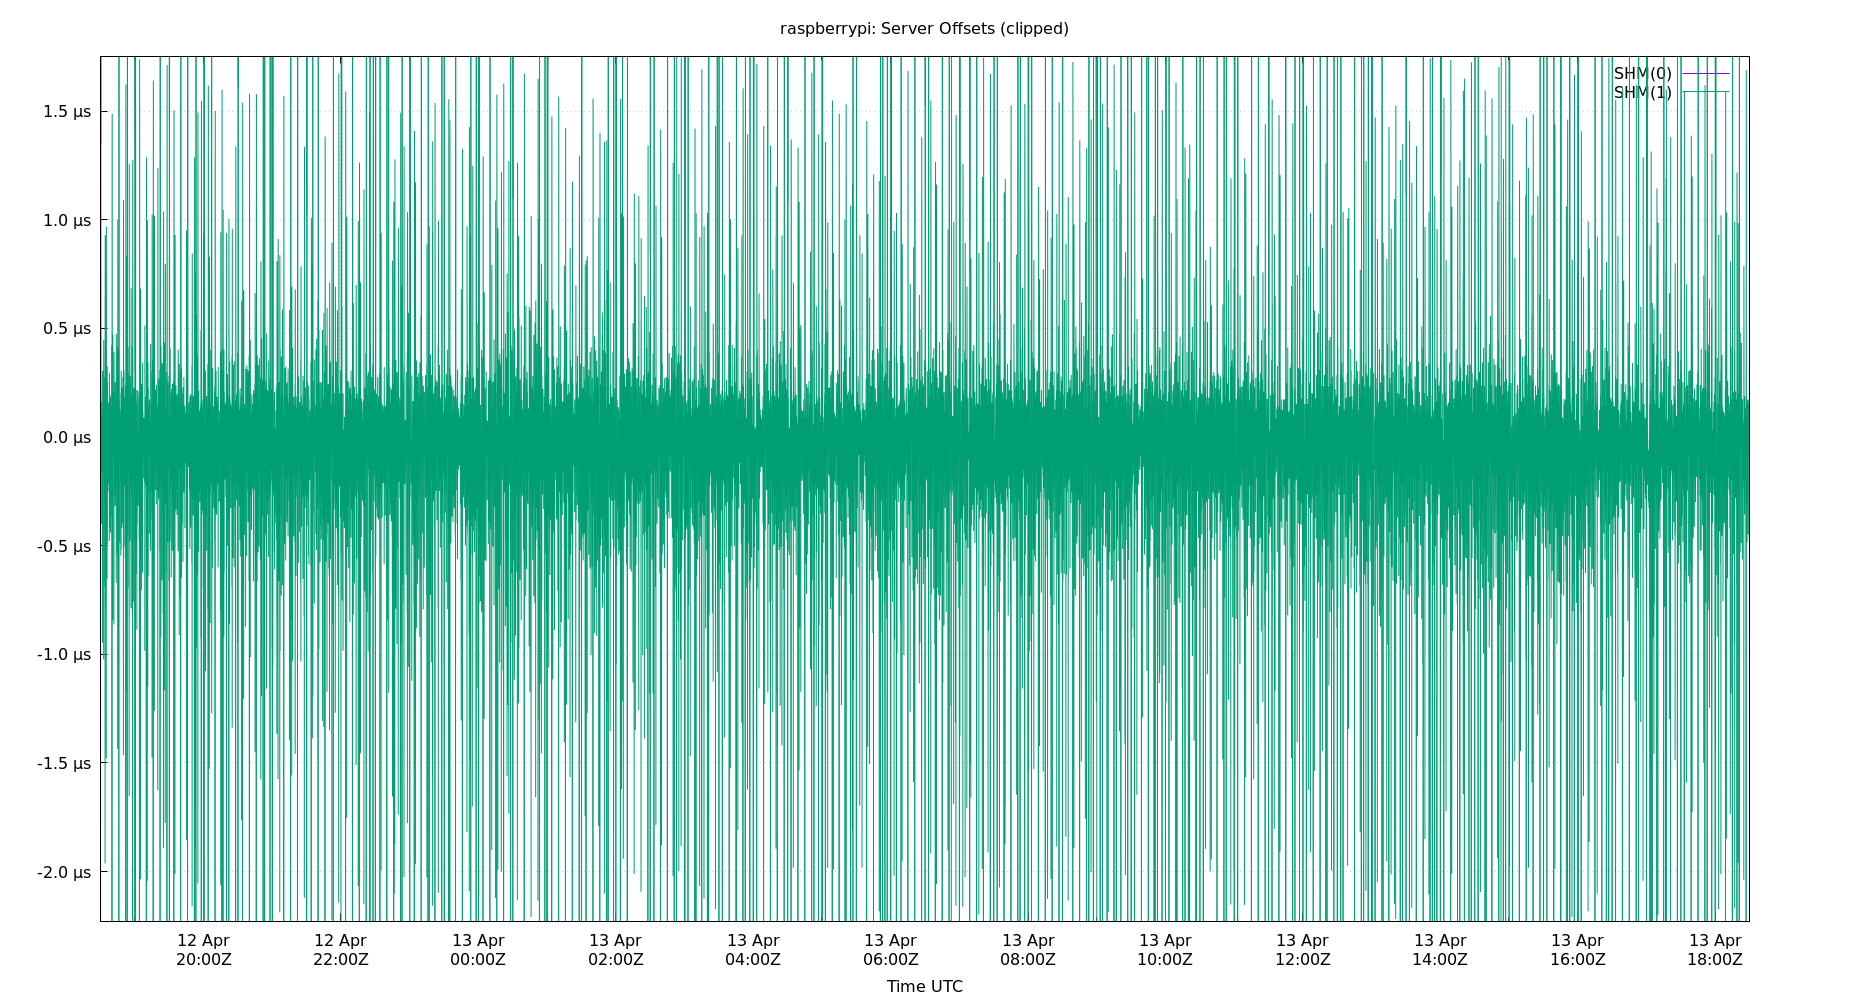 raspberrypi: Server Offsets (clipped)
SHM(0)
SHM(1)
1.5 µs
1.0 µs
0.5 µs
0.0 µs
-0.5 µs
-1.0 µs
-1.5 µs
-2.0 µs
12 Apr 12 Apr 13 Apr 13 Apr 13 Apr 13 Apr 13 Apr 13 Apr 13 Apr 13 Apr 13 Apr 13 Apr
20:00Z 22:00Z 00:00Z 02:00Z 04:00Z 06:00Z 08:00Z 10:00Z 12:00Z 14:00Z 16:00Z 18:00Z
Time UTC